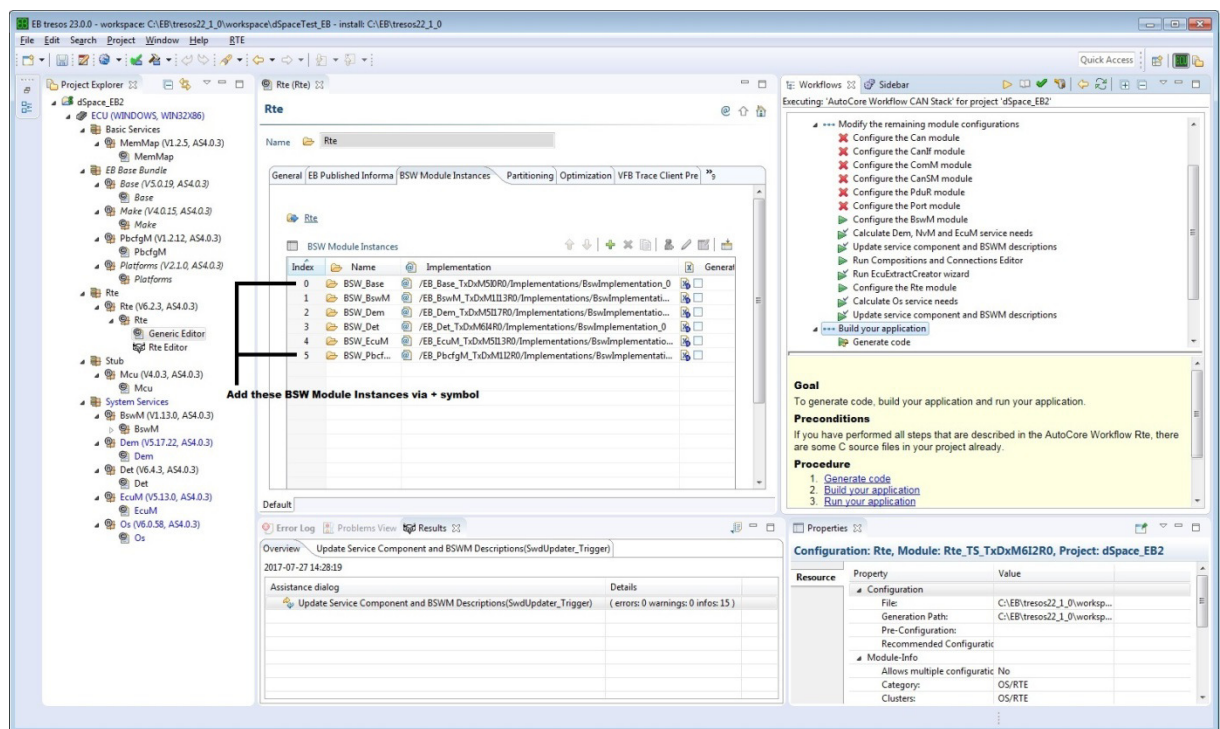 EB tresos 23.0.0 - workspace: C:\EB\tresos22_1_0\workspace\dSpaceTest_EB - install: C:\EB\tresos22_1_0
File Edit Search Project Window Help RTE
Quick Access
Project Explorer
dSpace_EB2
ECU (WINDOWS, WIN32X86)
Basic Services
MemMap (V1.2.5, AS4.0.3)
MemMap
EB Base Bundle
Base (V5.0.19, AS4.0.3)
Base
Make (V4.0.15, AS4.0.3)
Make
PbcfgM (V1.2.12, AS4.0.3)
PbcfgM
Platforms (V2.1.0, AS4.0.3)
Platforms
Rte
Rte (V6.2.3, AS4.0.3)
Rte
Generic Editor
Rte Editor
Stub
Mcu (V4.0.3, AS4.0.3)
Mcu
System Services
BswM (V1.13.0, AS4.0.3)
BswM
Dem (V5.17.22, AS4.0.3)
Dem
Det (V6.4.3, AS4.0.3)
Det
EcuM (V5.13.0, AS4.0.3)
EcuM
Os (V6.0.58, AS4.0.3)
Os
Rte (Rte)
Rte
Name Rte
General EB Published Informa BSW Module Instances Partitioning Optimization VFB Trace Client Pre »9
Rte
BSW Module Instances
Index Name Implementation Generat
0 BSW_Base /EB_Base_TxDxM5I0R0/Implementations/BswImplementation_0
1 BSW_BswM /EB_BswM_TxDxM1I13R0/Implementations/BswImplementati...
2 BSW_Dem /EB_Dem_TxDxM5I17R0/Implementations/BswImplementatio...
3 BSW_Det /EB_Det_TxDxM6I4R0/Implementations/BswImplementation_0
4 BSW_EcuM /EB_EcuM_TxDxM5I13R0/Implementations/BswImplementati...
5 BSW_Pbcf... /EB_PbcfgM_TxDxM1I2R0/Implementations/BswImplementati...
Add these BSW Module Instances via + symbol
Default
Error Log Problems View Results
Overview Update Service Component and BSWM Descriptions(SwdUpdater_Trigger)
2017-07-27 14:28:19
Assistance dialog Details
Update Service Component and BSWM Descriptions(SwdUpdater_Trigger) ( errors: 0 warnings: 0 infos: 15 )
Workflows Sidebar
Executing: 'AutoCore Workflow CAN Stack' for project 'dSpace_EB2'
Modify the remaining module configurations
Configure the Can module
Configure the CanIf module
Configure the ComM module
Configure the CanSM module
Configure the PduR module
Configure the Port module
Configure the BswM module
Calculate Dem, NvM and EcuM service needs
Update service component and BSWM descriptions
Run Compositions and Connections Editor
Run EcuExtractCreator wizard
Configure the Rte module
Calculate Os service needs
Update service component and BSWM descriptions
Build your application
Generate code
Goal
To generate code, build your application and run your application.
Preconditions
If you have performed all steps that are described in the AutoCore Workflow Rte, there
are some C source files in your project already.
Procedure
1. Generate code
2. Build your application
3. Run your application
Properties
Configuration: Rte, Module: Rte_TS_TxDxM6I2R0, Project: dSpace_EB2
Resource
Property Value
Configuration
File: C:\EB\tresos22_1_0\worksp...
Generation Path: C:\EB\tresos22_1_0\worksp...
Pre-Configuration:
Recommended Configuratic
Module-Info
Allows multiple configuratic No
Category: OS/RTE
Clusters: OS/RTE